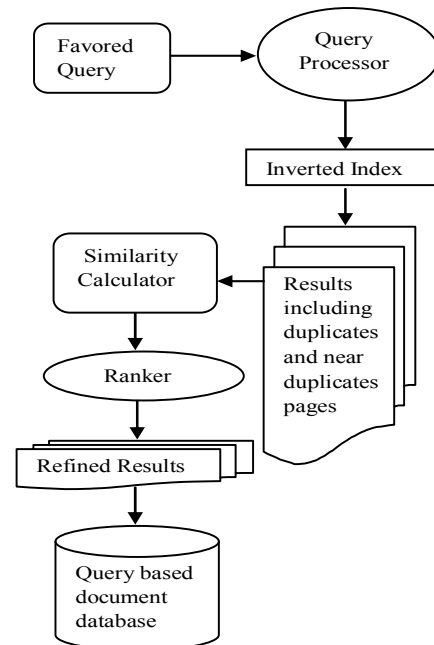 Favored
Query
Query
Processor
Inverted Index
Results
including
duplicates
and near
duplicates
pages
Similarity
Calculator
Ranker
Refined Results
Query based
document
database